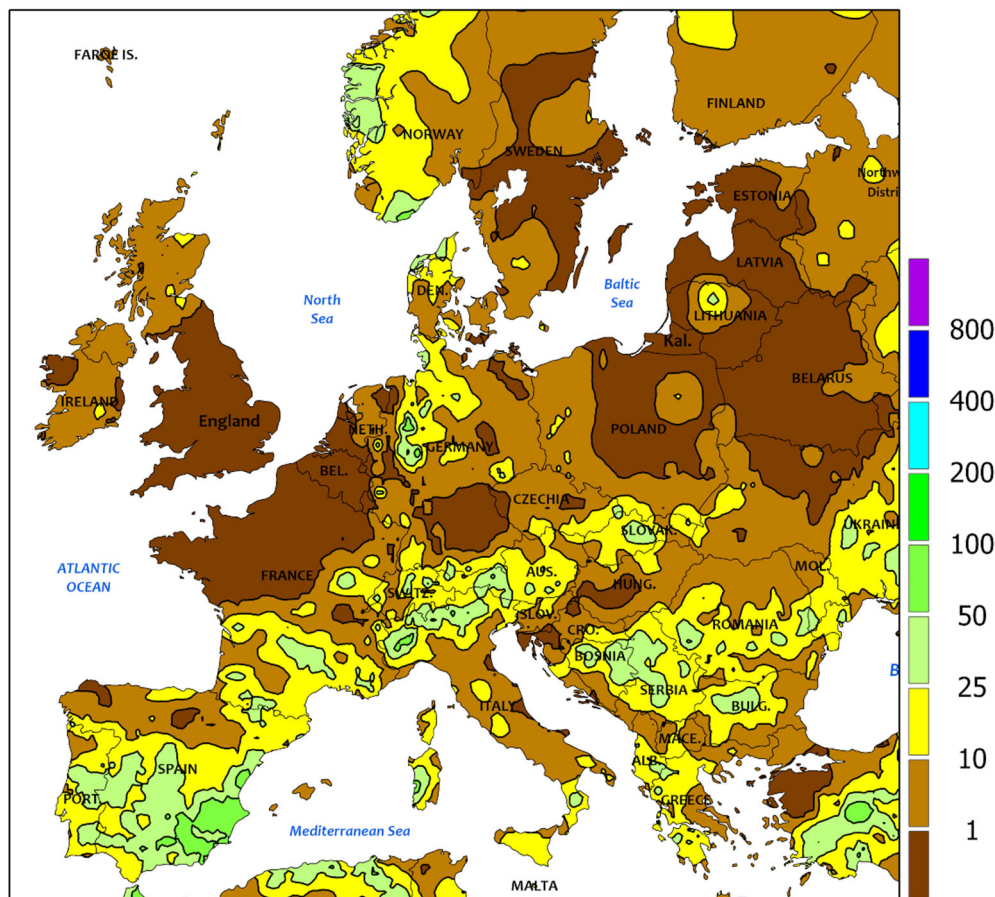 FAROE IS.
FINLAND
NORWAY
SWEDEN
Northw
Distri
ESTONIA
LATVIA
North
Sea
DEN.
Baltic
Sea
LITHUANIA
800
Kal.
BELARUS
400
IRELAND
England
NETH.
POLAND
GERMANY
BEL.
200
CZECHIA
SLOVAK.
UKRAIN
100
ATLANTIC
OCEAN
FRANCE
SWITZ.
AUS.
HUNG.
MOL
50
SLOV.
CRO.
ROMANIA
BOSNIA
B
SERBIA
25
ITALY
BULG.
MACE.
10
SPAIN
ALB.
PORT.
GREECE
Mediterranean Sea
1
MALTA